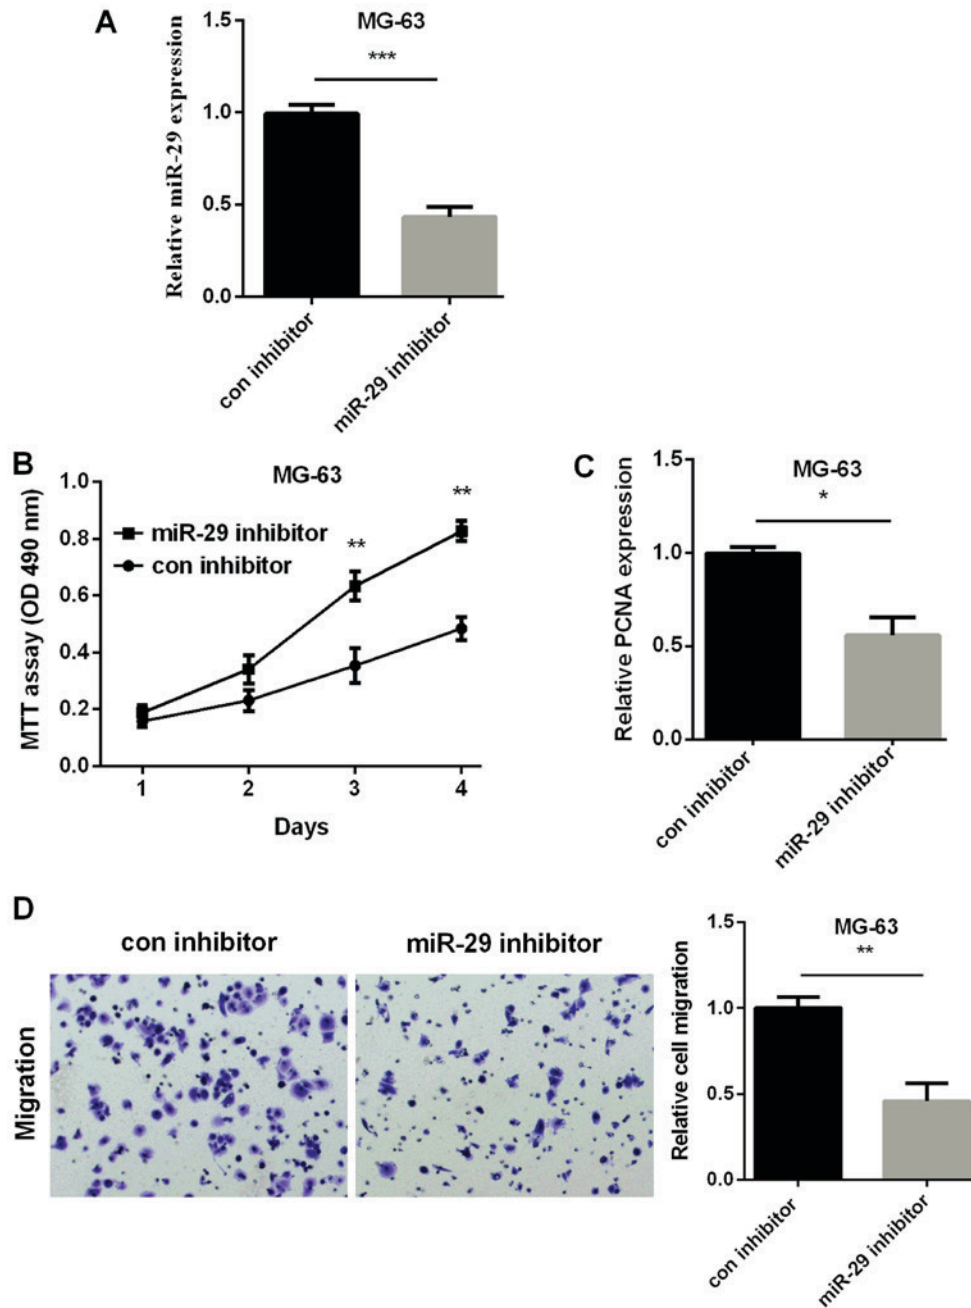 A
MG-63
***
Relative miR-29 expression
1.5
1.0
0.5
0.0
con inhibitor
miR-29 inhibitor
B
MG-63
MTT assay (OD 490 nm)
1.0
0.8
0.6
0.4
0.2
0.0
miR-29 inhibitor
con inhibitor
**
**
1 2 3 4
Days
C
MG-63
*
Relative PCNA expression
1.5
1.0
0.5
0.0
con inhibitor
miR-29 inhibitor
D
con inhibitor
miR-29 inhibitor
Migration
MG-63
**
Relative cell migration
1.5
1.0
0.5
0.0
con inhibitor
miR-29 inhibitor